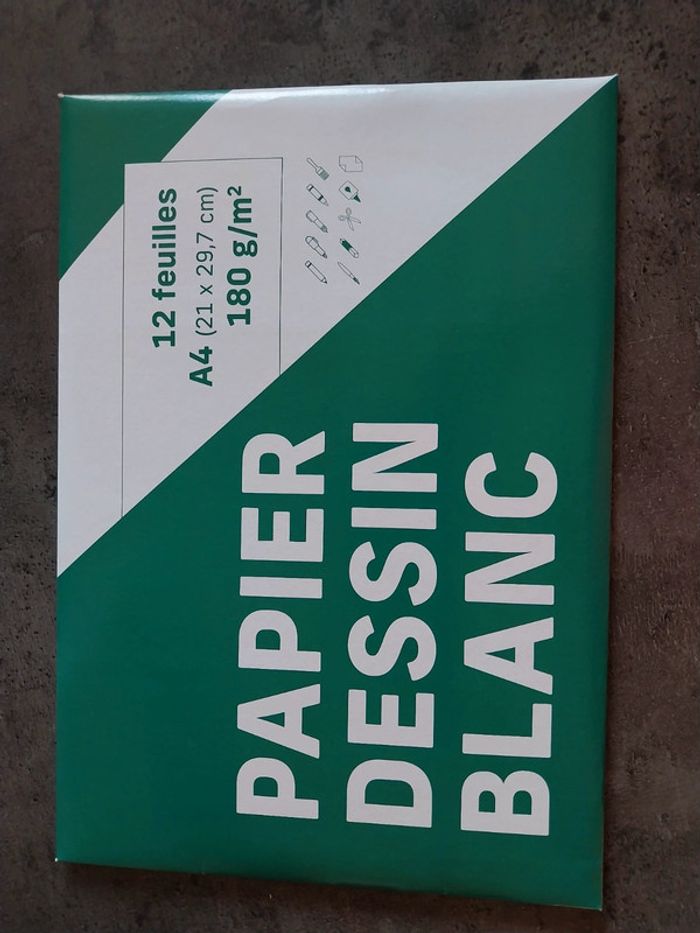 12 feuilles
A4 (21 x 29,7 cm)
180 g/m²
PAPIER
DESSIN
BLANC